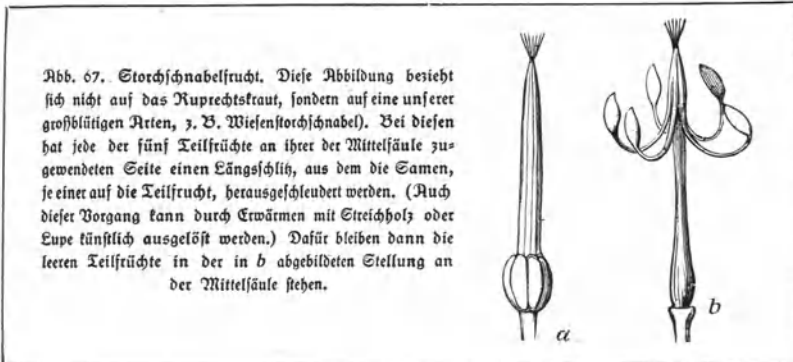 Abb. 67. Storchschnabelfrucht. Diese Abbildung bezieht
sich nicht auf das Ruprechtskraut, sondern auf eine unserer
großblütigen Arten, z. B. Wiesenstorchschnabel). Bei diesen
hat jede der fünf Teilfrüchte an ihrer der Mittelsäule zu-
gewendeten Seite einen Längsschlitz, aus dem die Samen,
je einer auf die Teilfrucht, herausgeschleudert werden. (Auch
dieser Vorgang kann durch Erwärmen mit Streichholz oder
Lupe künstlich ausgelöst werden.) Dafür bleiben dann die
leeren Teilfrüchte in der in b abgebildeten Stellung an
der Mittelsäule stehen.
a
b